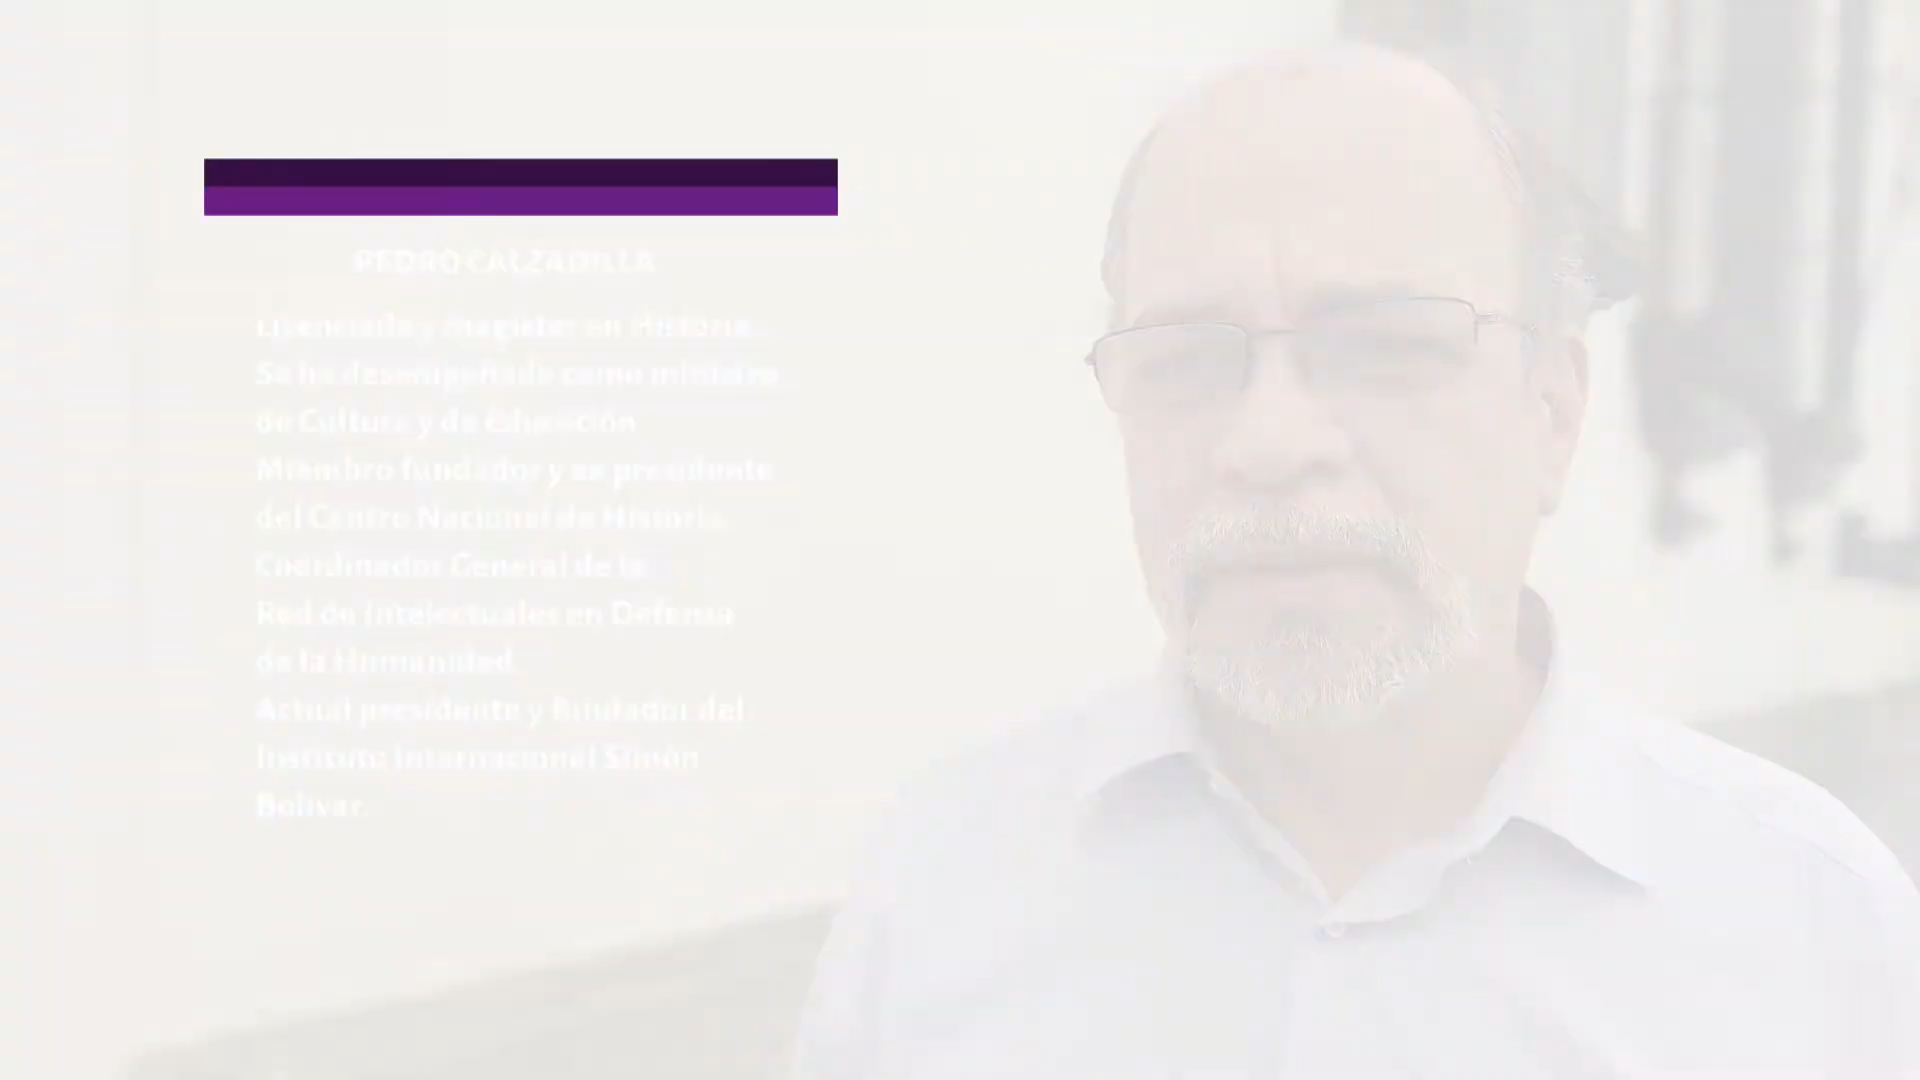 PEDRO CALZADILLA
Licenciado y magíster en Historia
Se ha desempeñado como ministro
de Cultura y de Educación
Miembro fundador y ex presidente
del Centro Nacional de Historia
Coordinador General de la
Red de Intelectuales en Defensa
de la Humanidad
Actual presidente y fundador del
Instituto Internacional Simón
Bolívar